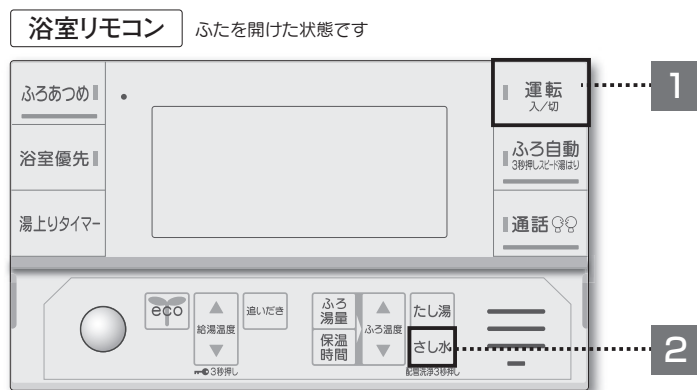 浴室リモコン ふたを開けた状態です
ふろあつめ
運転
入/切
1
浴室優先
ふろ自動
3秒押しスピード湯はり
湯上りタイマー
通話
eco
給湯温度
3秒押し
追いだき
ふろ
湯量
保温
時間
ふろ温度
たし湯
さし水
配管洗浄3秒押し
2